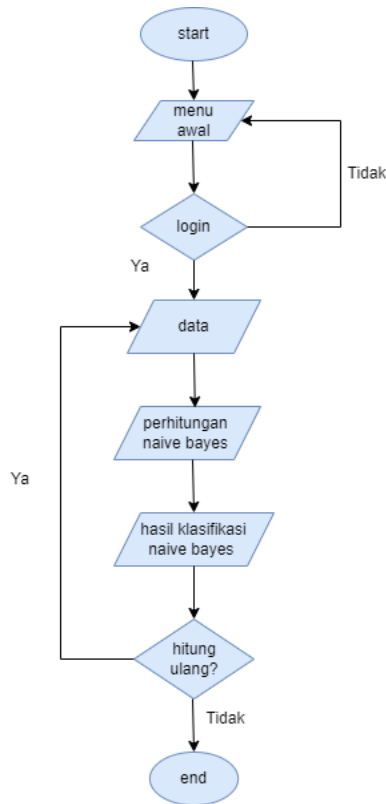 start
menu
awal
Tidak
login
Ya
data
perhitungan
naive bayes
Ya
hasil klasifikasi
naive bayes
hitung
ulang?
Tidak
end